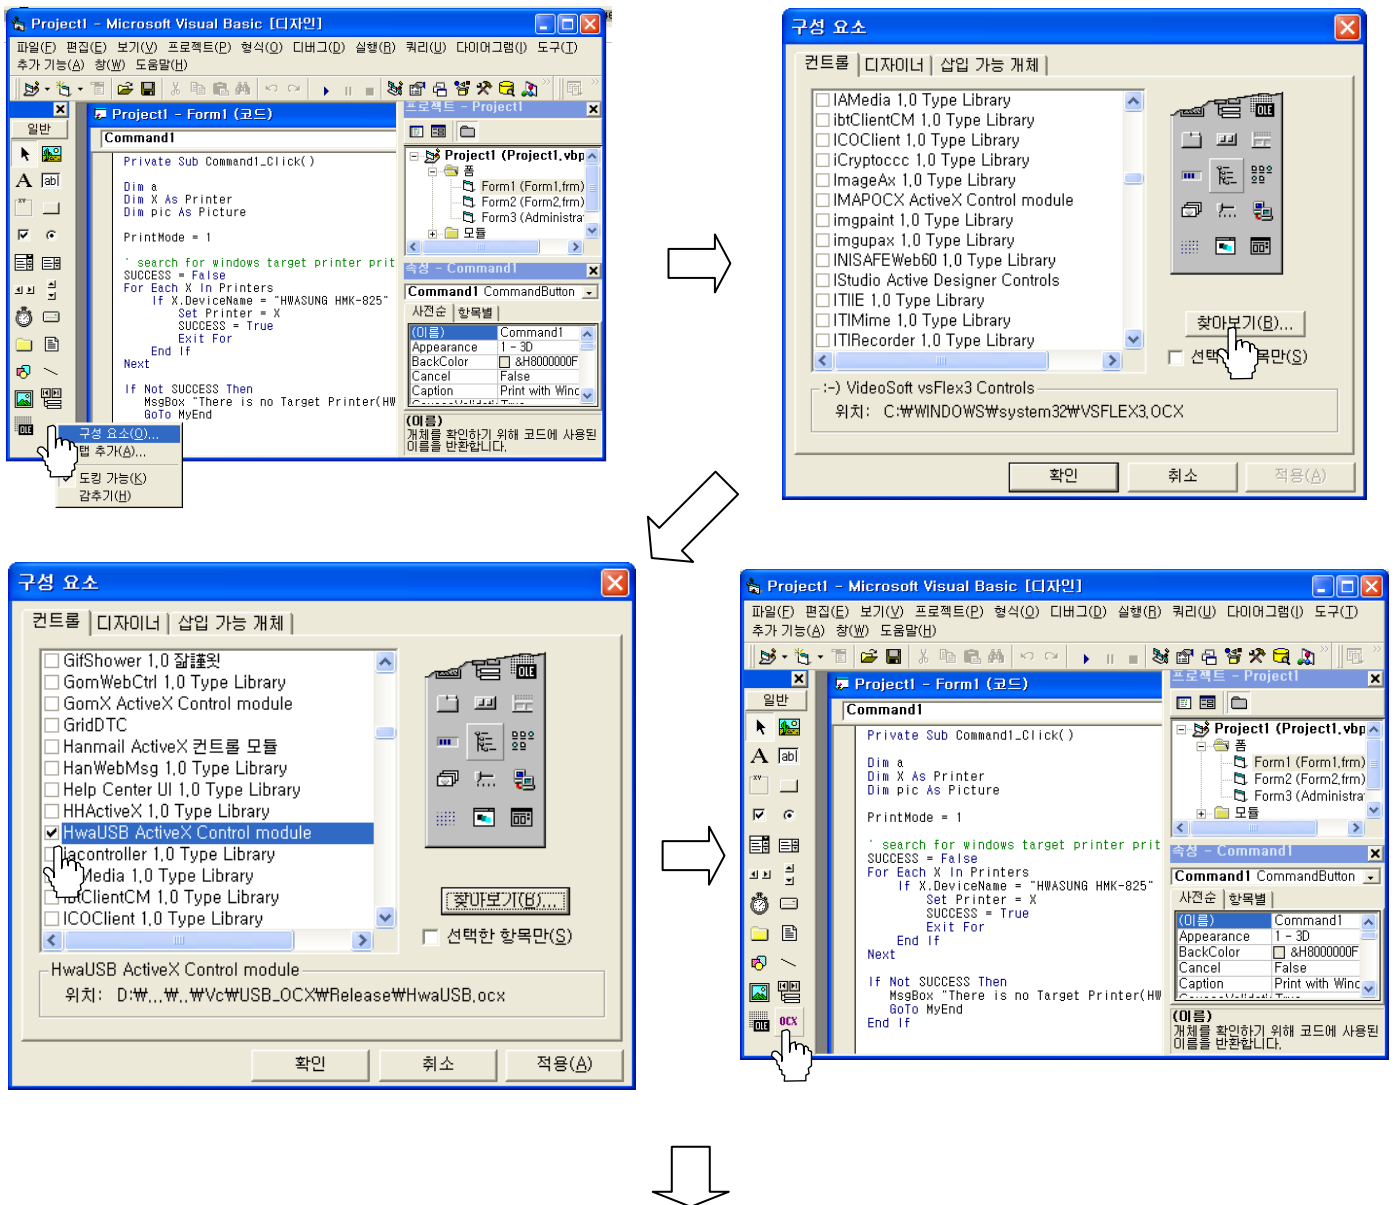 Project1 - Microsoft Visual Basic [디자인]
파일(F) 편집(E) 보기(V) 프로젝트(P) 형식(O) 디버그(D) 실행(R) 쿼리(U) 다이어그램(I) 도구(T)
추가 기능(A) 창(W) 도움말(H)
일반
Project1 - Form1 (코드)
Command1
Private Sub Command1_Click()
Dim a
Dim X As Printer
Dim pic As Picture
PrintMode = 1
' search for windows target printer prit
SUCCESS = False
For Each X In Printers
If X.DeviceName = "HWASUNG HMK-825"
Set Printer = X
SUCCESS = True
Exit For
End If
Next
If Not SUCCESS Then
MsgBox "There is no Target Printer(HW
GoTo MyEnd
프로젝트 - Project1
Project1 (Project1.vbp
폼
Form1 (Form1.frm)
Form2 (Form2.frm)
Form3 (Administra
모듈
속성 - Command1
Command1 CommandButton
사전순 항목별
(이름) Command1
Appearance 1 - 3D
BackColor &H8000000F
Cancel False
Caption Print with Winc
(이름)
개체를 확인하기 위해 코드에 사용된
이름을 반환합니다.
구성 요소(O)...
탭 추가(A)...
도킹 가능(K)
감추기(H)
구성 요소
컨트롤 디자이너 삽입 가능 개체
IAMedia 1.0 Type Library
ibtClientCM 1.0 Type Library
ICOClient 1.0 Type Library
iCryptoccc 1.0 Type Library
ImageAx 1.0 Type Library
IMAPOCX ActiveX Control module
imgpaint 1.0 Type Library
imgupax 1.0 Type Library
INISAFEWeb60 1.0 Type Library
IStudio Active Designer Controls
ITIIE 1.0 Type Library
ITIMime 1.0 Type Library
ITIRecorder 1.0 Type Library
OLE
찾아보기(B)...
선택 목만(S)
:-) VideoSoft vsFlex3 Controls
위치: C:₩WINDOWS₩system32₩VSFLEX3.OCX
확인 취소 적용(A)
구성 요소
컨트롤 디자이너 삽입 가능 개체
GifShower 1.0 잚謹윗
GomWebCtrl 1.0 Type Library
GomX ActiveX Control module
GridDTC
Hanmail ActiveX 컨트롤 모듈
HanWebMsg 1.0 Type Library
Help Center UI 1.0 Type Library
HHActiveX 1.0 Type Library
HwaUSB ActiveX Control module
iacontroller 1.0 Type Library
Media 1.0 Type Library
tClientCM 1.0 Type Library
ICOClient 1.0 Type Library
OLE
찾아보기(B)...
선택한 항목만(S)
HwaUSB ActiveX Control module
위치: D:₩...₩..₩Vc₩USB_OCX₩Release₩HwaUSB.ocx
확인 취소 적용(A)
Project1 - Microsoft Visual Basic [디자인]
파일(F) 편집(E) 보기(V) 프로젝트(P) 형식(O) 디버그(D) 실행(R) 쿼리(U) 다이어그램(I) 도구(T)
추가 기능(A) 창(W) 도움말(H)
일반
OCX
Project1 - Form1 (코드)
Command1
Private Sub Command1_Click()
Dim a
Dim X As Printer
Dim pic As Picture
PrintMode = 1
' search for windows target printer prit
SUCCESS = False
For Each X In Printers
If X.DeviceName = "HWASUNG HMK-825"
Set Printer = X
SUCCESS = True
Exit For
End If
Next
If Not SUCCESS Then
MsgBox "There is no Target Printer(HW
GoTo MyEnd
End If
프로젝트 - Project1
Project1 (Project1.vbp
폼
Form1 (Form1.frm)
Form2 (Form2.frm)
Form3 (Administra
모듈
속성 - Command1
Command1 CommandButton
사전순 항목별
(이름) Command1
Appearance 1 - 3D
BackColor &H8000000F
Cancel False
Caption Print with Winc
(이름)
개체를 확인하기 위해 코드에 사용된
이름을 반환합니다.